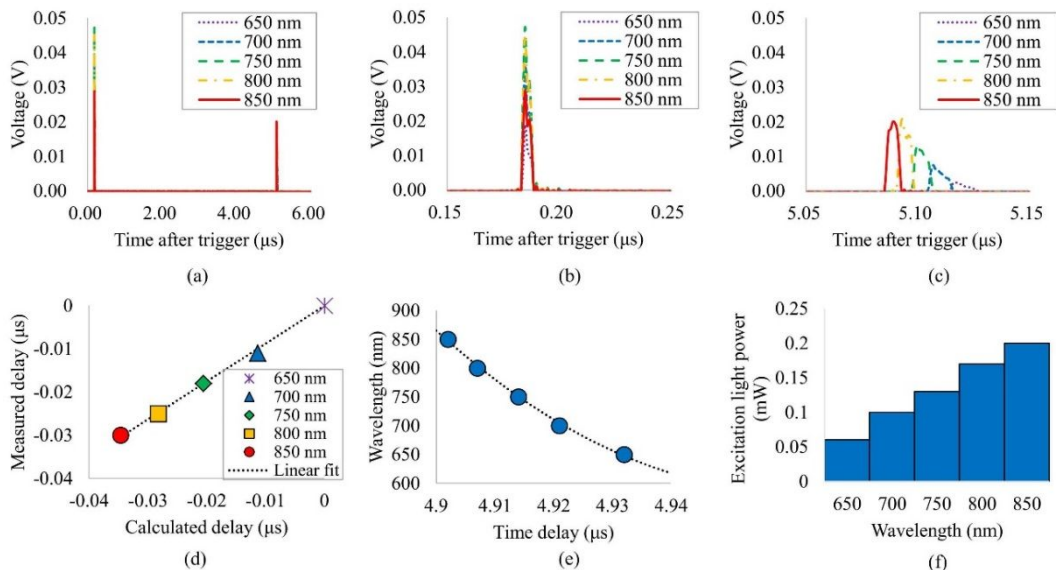 Voltage (V)
0.05
0.04
0.03
0.02
0.01
0.00
0.00 2.00 4.00 6.00
Time after trigger (µs)
650 nm
700 nm
750 nm
800 nm
850 nm
(a)
Voltage (V)
0.05
0.04
0.03
0.02
0.01
0.00
0.15 0.20 0.25
Time after trigger (µs)
650 nm
700 nm
750 nm
800 nm
850 nm
(b)
Voltage (V)
0.05
0.04
0.03
0.02
0.01
0.00
5.05 5.10 5.15
Time after trigger (µs)
650 nm
700 nm
750 nm
800 nm
850 nm
(c)
Measured delay (µs)
0
-0.01
-0.02
-0.03
-0.04
-0.04 -0.03 -0.02 -0.01 0
Calculated delay (µs)
650 nm
700 nm
750 nm
800 nm
850 nm
Linear fit
(d)
Wavelength (nm)
900
850
800
750
700
650
600
4.9 4.91 4.92 4.93 4.94
Time delay (µs)
(e)
Excitation light power
(mW)
0.25
0.2
0.15
0.1
0.05
0
650 700 750 800 850
Wavelength (nm)
(f)